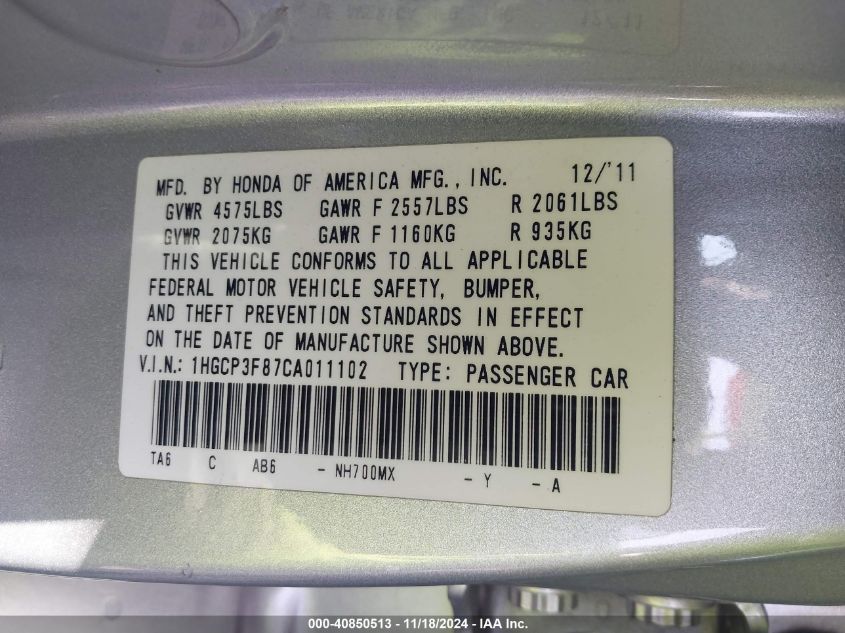 MFD. BY HONDA OF AMERICA MFG., INC. 12/'11
GVWR 4575LBS GAWR F 2557LBS R 2061LBS
GVWR 2075KG GAWR F 1160KG R 935KG
THIS VEHICLE CONFORMS TO ALL APPLICABLE
FEDERAL MOTOR VEHICLE SAFETY, BUMPER,
AND THEFT PREVENTION STANDARDS IN EFFECT
ON THE DATE OF MANUFACTURE SHOWN ABOVE.
V.I.N.: 1HGCP3F87CA011102 TYPE: PASSENGER CAR
TA6 C AB6 - NH700MX - Y - A
000-40850513 - 11/18/2024 - IAA Inc.